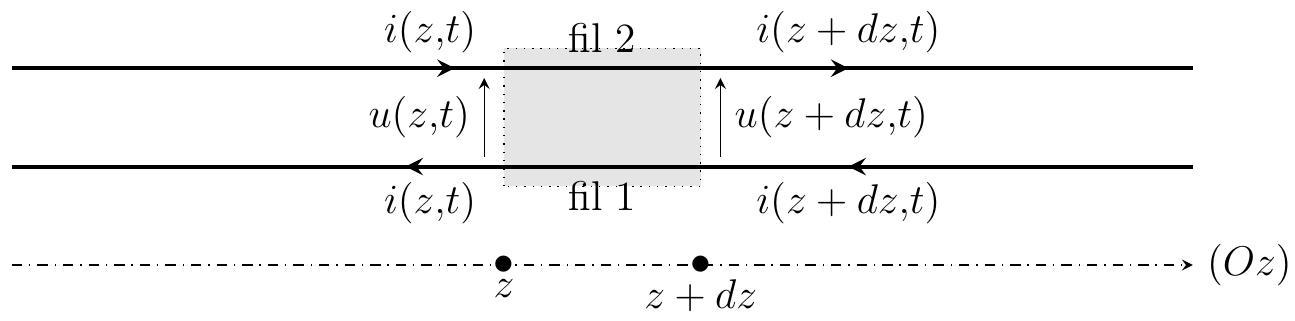 i(z,t)
fil 2
i(z + dz,t)
u(z,t)
u(z + dz,t)
i(z,t)
fil 1
i(z + dz,t)
(Oz)
z
z + dz